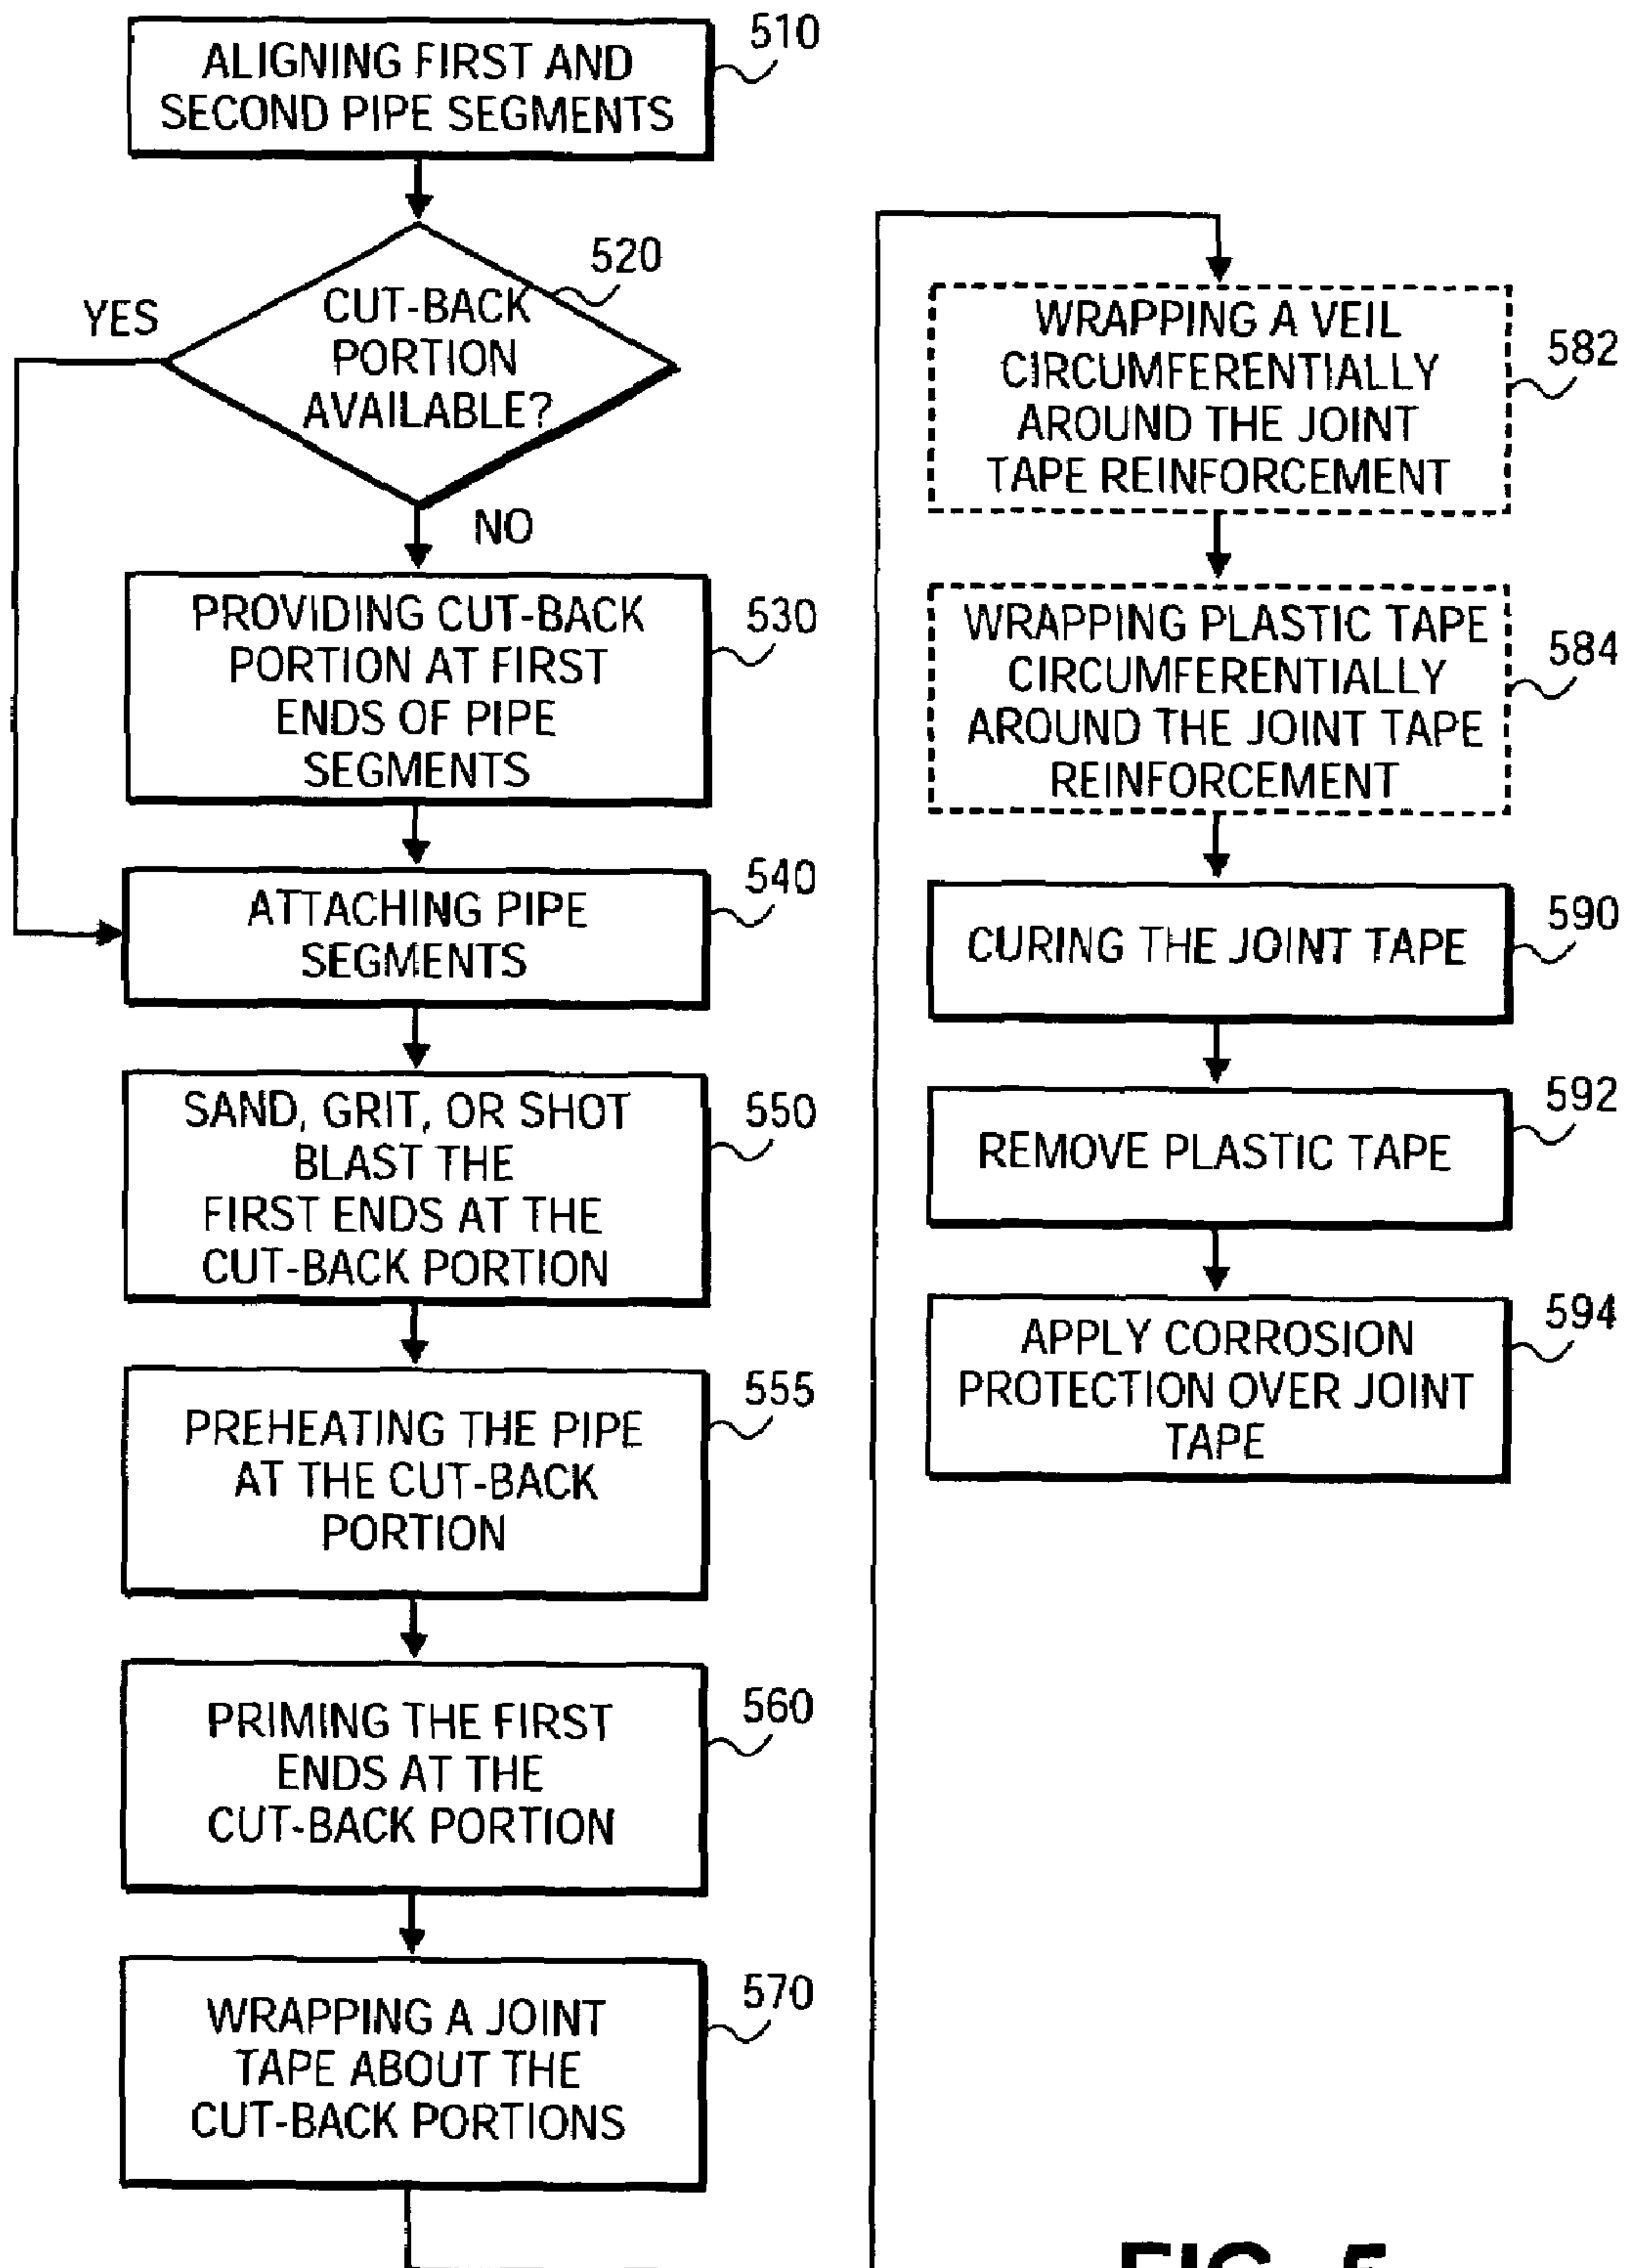 ALIGNING FIRST AND
SECOND PIPE SEGMENTS
510
520
CUT-BACK
PORTION
AVAILABLE?
YES
NO
PROVIDING CUT-BACK
PORTION AT FIRST
ENDS OF PIPE
SEGMENTS
530
ATTACHING PIPE
SEGMENTS
540
SAND, GRIT, OR SHOT
BLAST THE
FIRST ENDS AT THE
CUT-BACK PORTION
550
PREHEATING THE PIPE
AT THE CUT-BACK
PORTION
555
PRIMING THE FIRST
ENDS AT THE
CUT-BACK PORTION
560
WRAPPING A JOINT
TAPE ABOUT THE
CUT-BACK PORTIONS
570
WRAPPING A VEIL
CIRCUMFERENTIALLY
AROUND THE JOINT
TAPE REINFORCEMENT
582
WRAPPING PLASTIC TAPE
CIRCUMFERENTIALLY
AROUND THE JOINT TAPE
REINFORCEMENT
584
CURING THE JOINT TAPE
590
REMOVE PLASTIC TAPE
592
APPLY CORROSION
PROTECTION OVER JOINT
TAPE
594
FIG. 5